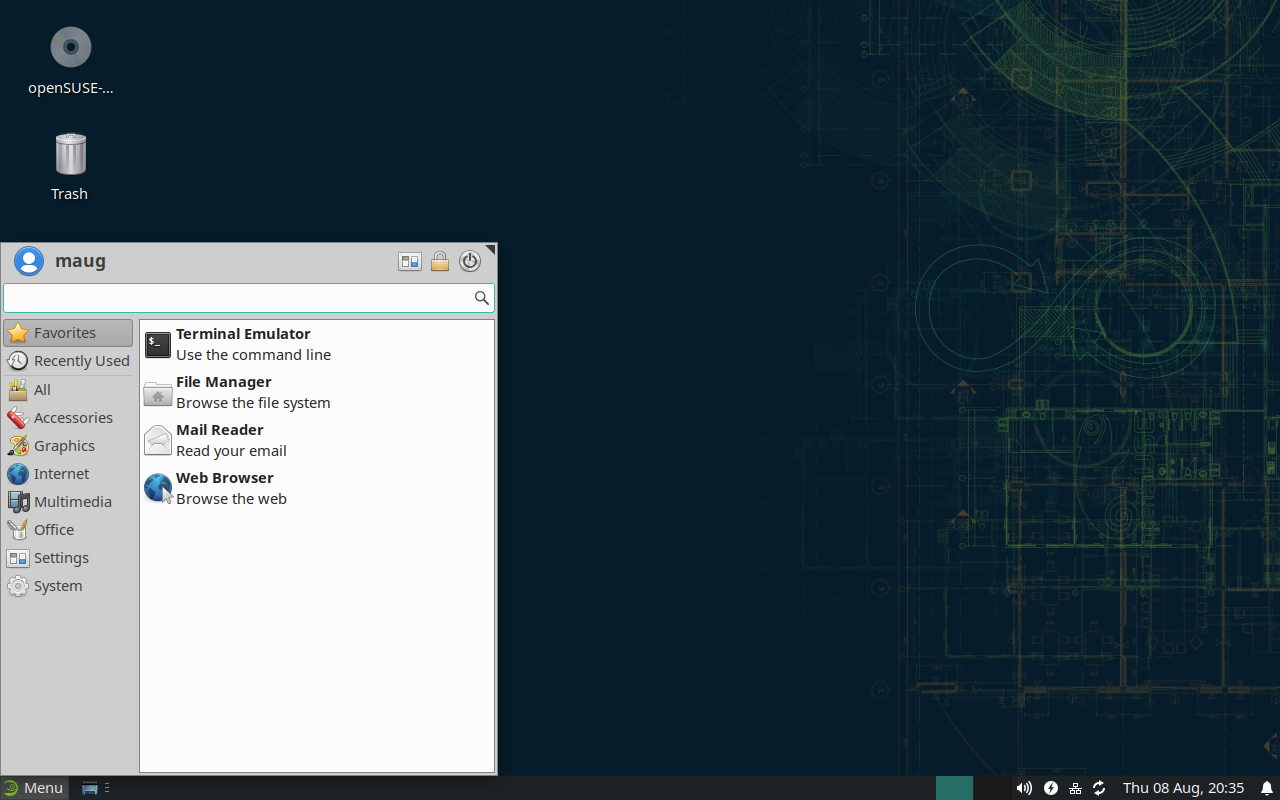 openSUSE-...
Trash
maug
Favorites
Recently Used
All
Accessories
Graphics
Internet
Multimedia
Office
Settings
System
Terminal Emulator
Use the command line
File Manager
Browse the file system
Mail Reader
Read your email
Web Browser
Browse the web
Menu
Thu 08 Aug, 20:35